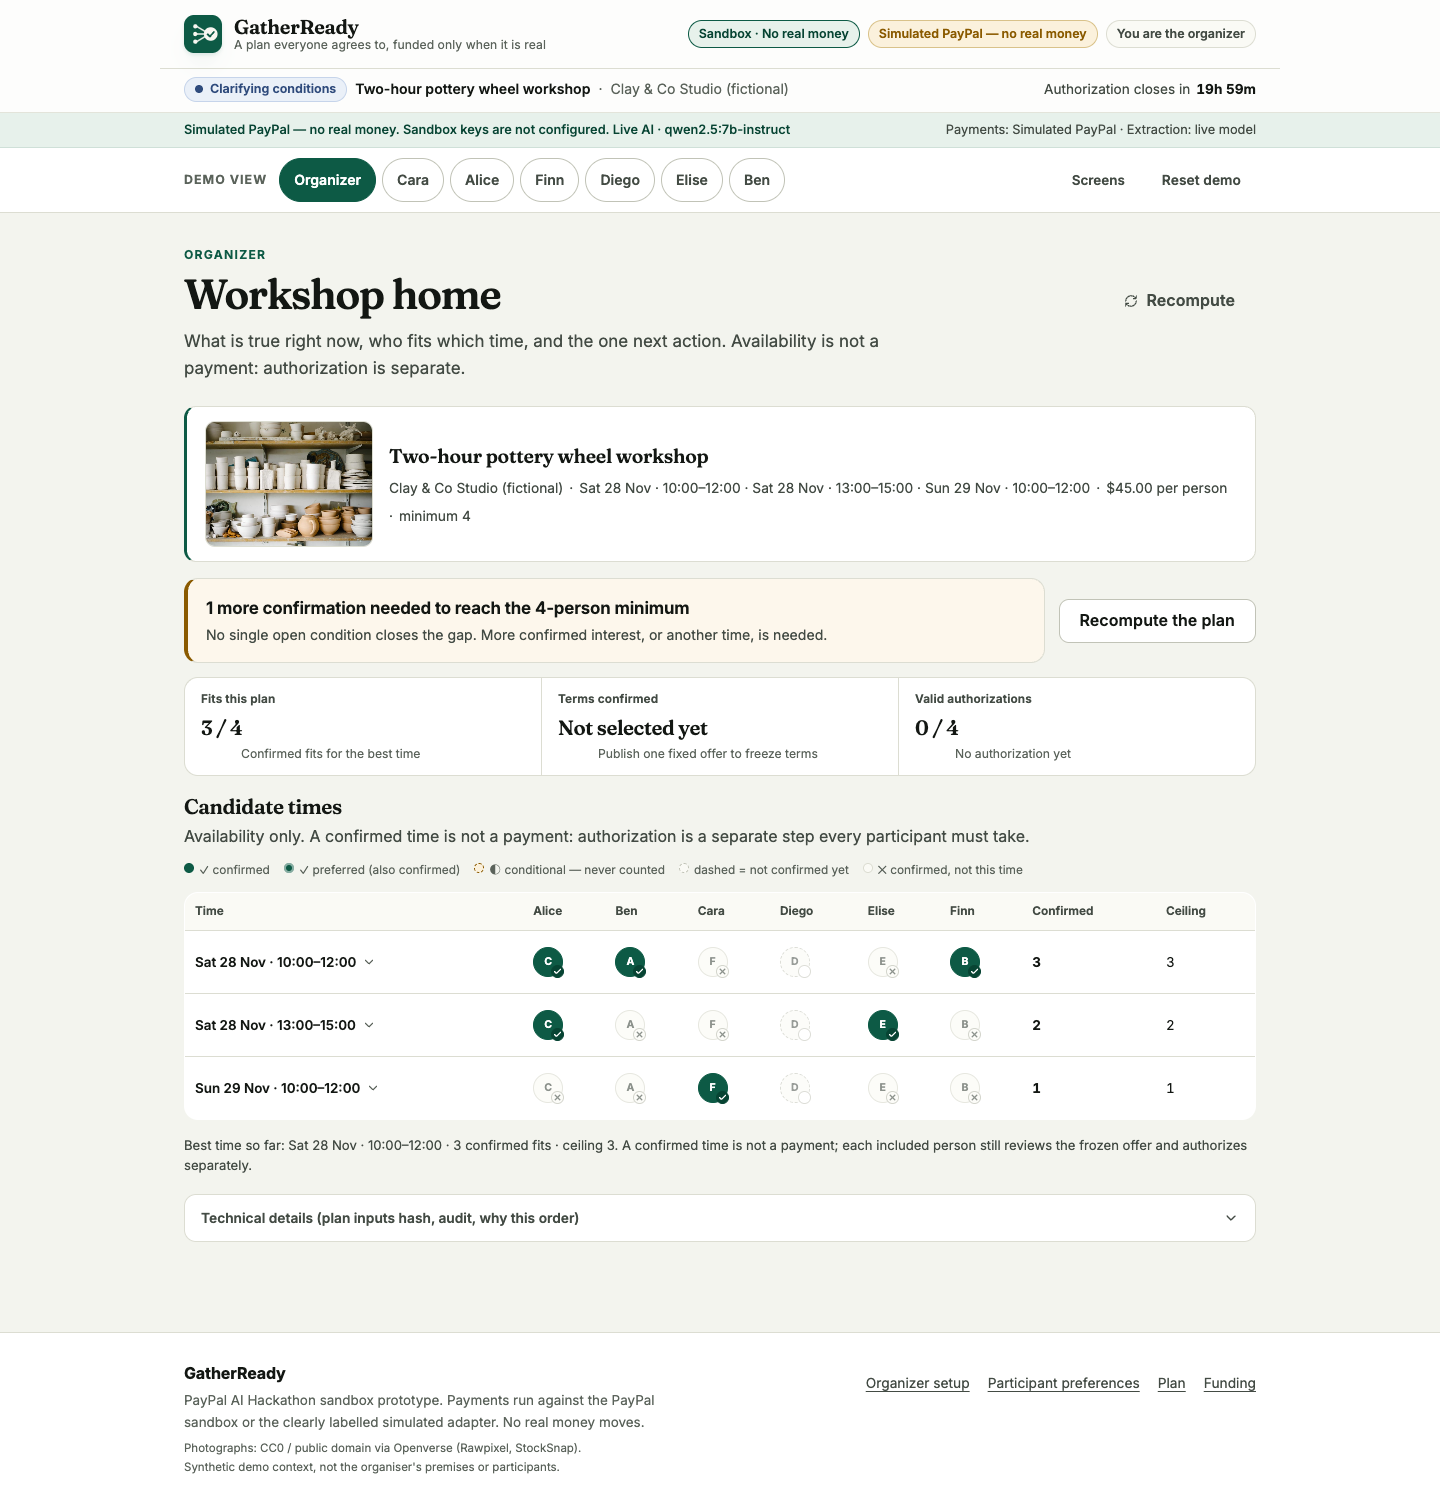 GatherReady
A plan everyone agrees to, funded only when it is real
Sandbox · No real money
Simulated PayPal — no real money
You are the organizer
Clarifying conditions
Two-hour pottery wheel workshop · Clay & Co Studio (fictional)
Authorization closes in 19h 59m
Simulated PayPal — no real money. Sandbox keys are not configured. Live AI · qwen2.5:7b-instruct
Payments: Simulated PayPal · Extraction: live model
DEMO VIEW
Organizer
Cara
Alice
Finn
Diego
Elise
Ben
Screens
Reset demo
ORGANIZER
Workshop home
Recompute
What is true right now, who fits which time, and the one next action. Availability is not a
payment: authorization is separate.
Two-hour pottery wheel workshop
Clay & Co Studio (fictional) · Sat 28 Nov · 10:00–12:00 · Sat 28 Nov · 13:00–15:00 · Sun 29 Nov · 10:00–12:00 · $45.00 per person
· minimum 4
1 more confirmation needed to reach the 4-person minimum
No single open condition closes the gap. More confirmed interest, or another time, is needed.
Recompute the plan
Fits this plan
3 / 4
Confirmed fits for the best time
Terms confirmed
Not selected yet
Publish one fixed offer to freeze terms
Valid authorizations
0 / 4
No authorization yet
Candidate times
Availability only. A confirmed time is not a payment: authorization is a separate step every participant must take.
✓ confirmed ✓ preferred (also confirmed) ◐ conditional — never counted dashed = not confirmed yet ✕ confirmed, not this time
Time Alice Ben Cara Diego Elise Finn Confirmed Ceiling
Sat 28 Nov · 10:00–12:00 C A F D E B 3 3
Sat 28 Nov · 13:00–15:00 C A F D E B 2 2
Sun 29 Nov · 10:00–12:00 C A F D E B 1 1
Best time so far: Sat 28 Nov · 10:00–12:00 · 3 confirmed fits · ceiling 3. A confirmed time is not a payment; each included person still reviews the frozen offer and authorizes
separately.
Technical details (plan inputs hash, audit, why this order)
GatherReady
PayPal AI Hackathon sandbox prototype. Payments run against the PayPal
sandbox or the clearly labelled simulated adapter. No real money moves.
Photographs: CC0 / public domain via Openverse (Rawpixel, StockSnap).
Synthetic demo context, not the organiser's premises or participants.
Organizer setup
Participant preferences
Plan
Funding